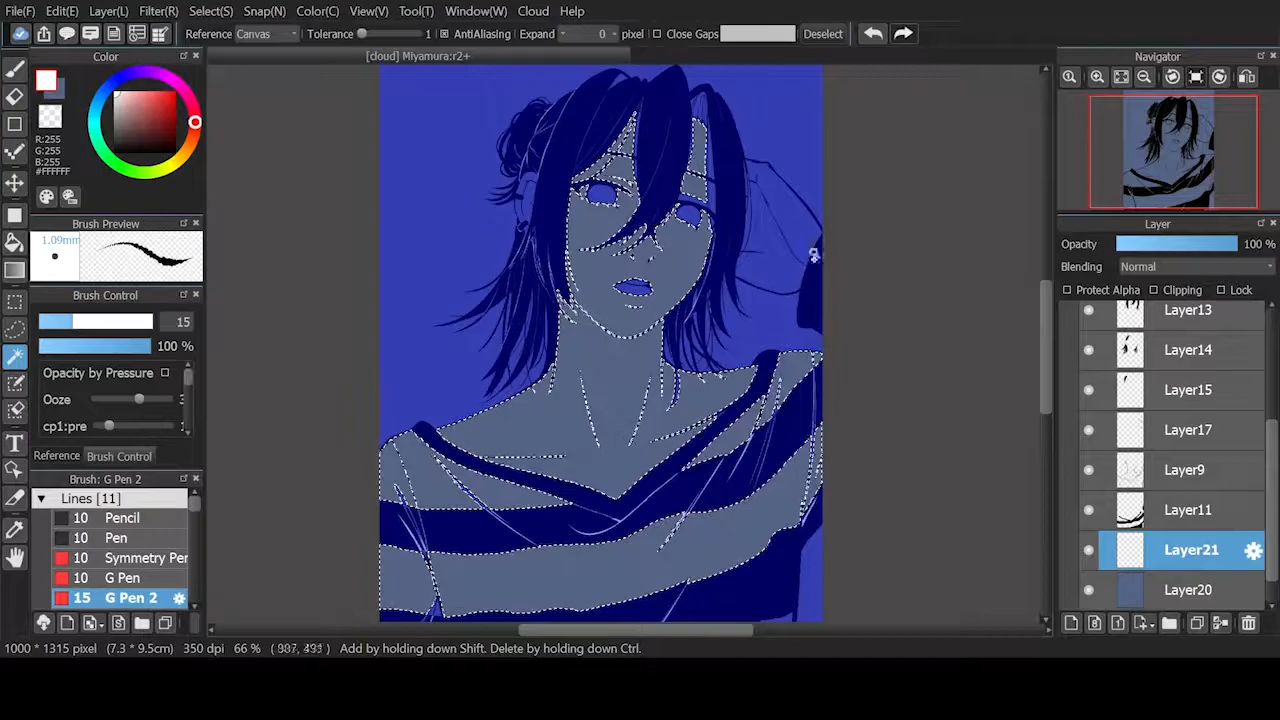 File(F) Edit(E) Layer(L) Filter(R) Select(S) Snap(N) Color(C) View(V) Tool(T) Window(W) Cloud Help
Reference Canvas Tolerance 1 AntiAliasing Expand 0 pixel Close Gaps Deselect
Color
[cloud] Miyamura:r2+
Navigator
R:255
G:255
B:255
#FFFFFF
Brush Preview
1.09mm
Brush Control
15
100 %
Opacity by Pressure
Ooze
cp1:pre
Reference Brush Control
Brush: G Pen 2
Lines [11]
10 Pencil
10 Pen
10 Symmetry Per
10 G Pen
15 G Pen 2
Layer
Opacity 100 %
Blending Normal
Protect Alpha Clipping Lock
Layer13
Layer14
Layer15
Layer17
Layer9
Layer11
Layer21
Layer20
1000 * 1315 pixel (7.3 * 9.5cm) 350 dpi 66 % Add by holding down Shift. Delete by holding down Ctrl.